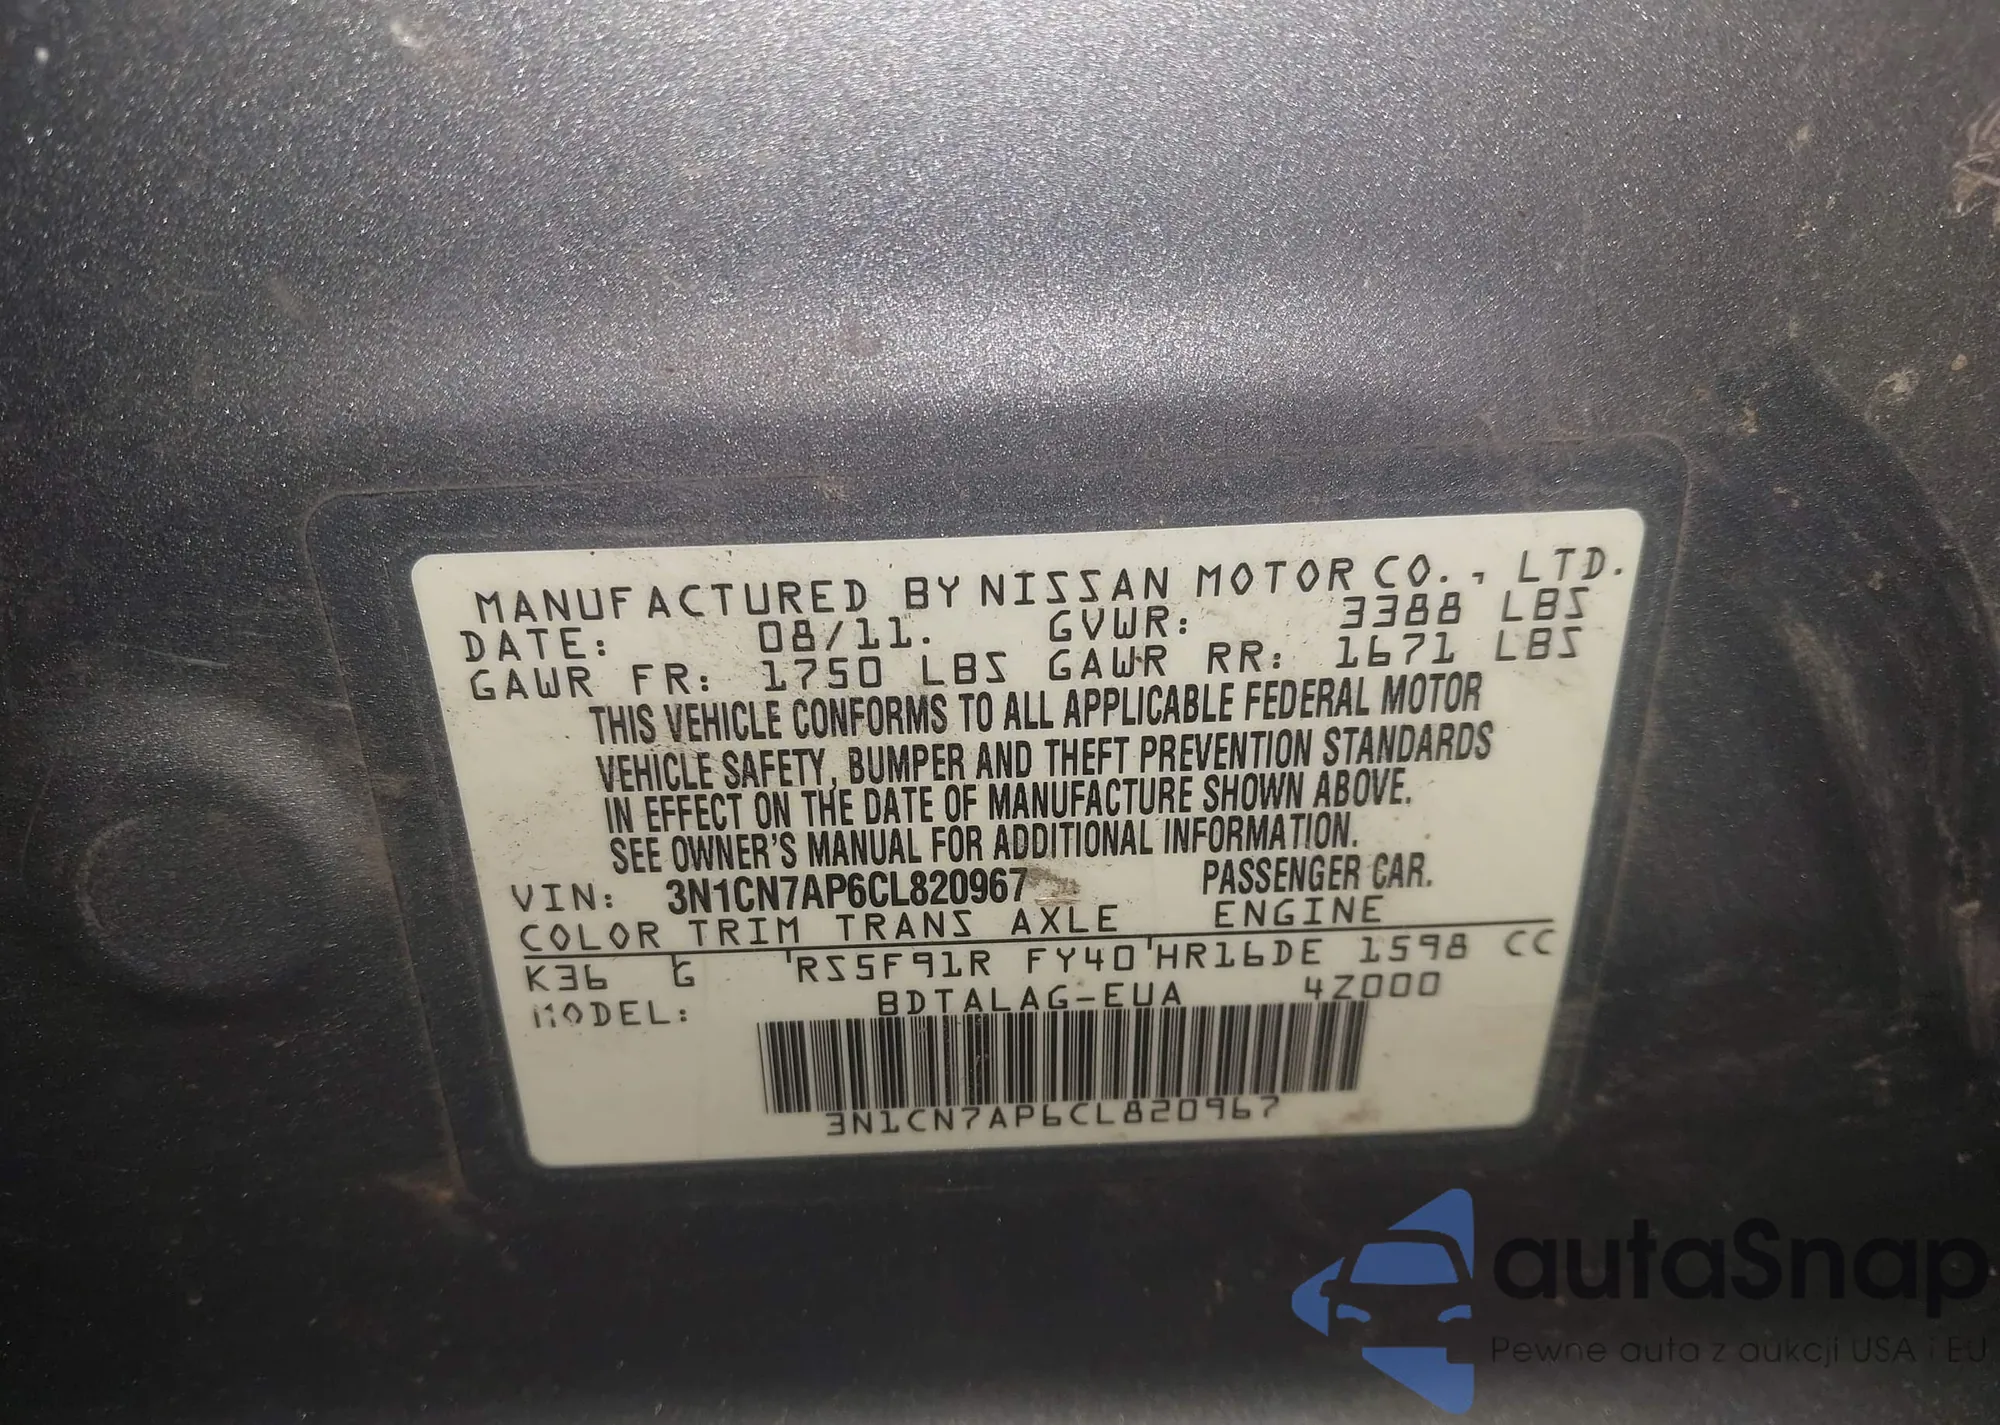 MANUFACTURED BY NISSAN MOTOR CO., LTD.
DATE: 08/11. GVWR: 3388 LBS
GAWR FR: 1750 LBS GAWR RR: 1671 LBS
THIS VEHICLE CONFORMS TO ALL APPLICABLE FEDERAL MOTOR
VEHICLE SAFETY, BUMPER AND THEFT PREVENTION STANDARDS
IN EFFECT ON THE DATE OF MANUFACTURE SHOWN ABOVE.
SEE OWNER'S MANUAL FOR ADDITIONAL INFORMATION.
VIN: 3N1CN7AP6CL820967 PASSENGER CAR.
COLOR TRIM TRANS AXLE ENGINE
K36 G RS5F91R FY40 HR16DE 1598 CC
MODEL: BDTALAG-EUA 4Z000
3N1CN7AP6CL820967
autaSnap
Pewne auta z aukcji USA i EU